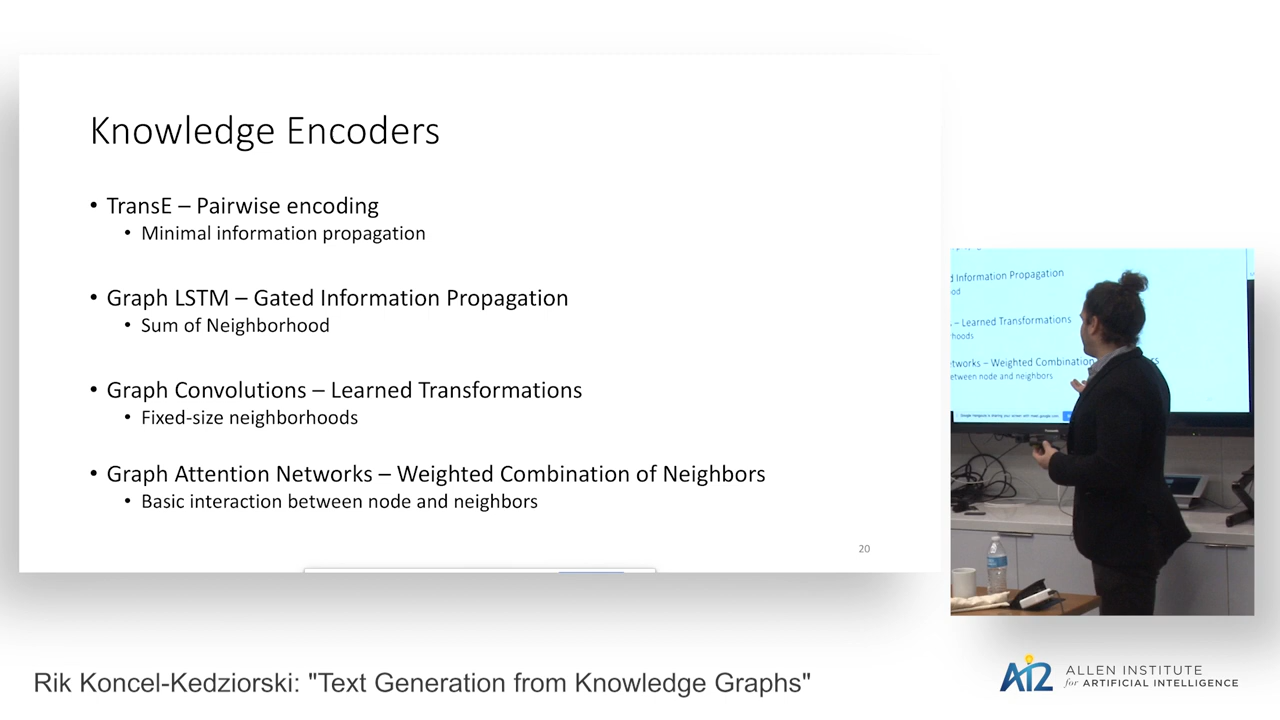 Knowledge Encoders
• TransE – Pairwise encoding
• Minimal information propagation
• Graph LSTM – Gated Information Propagation
• Sum of Neighborhood
• Graph Convolutions – Learned Transformations
• Fixed-size neighborhoods
• Graph Attention Networks – Weighted Combination of Neighbors
• Basic interaction between node and neighbors
20
Information Propagation
– Learned Transformations
– Weighted Combination
between node and neighbors
Rik Koncel-Kedziorski: "Text Generation from Knowledge Graphs"
AI2
ALLEN INSTITUTE
for ARTIFICIAL INTELLIGENCE